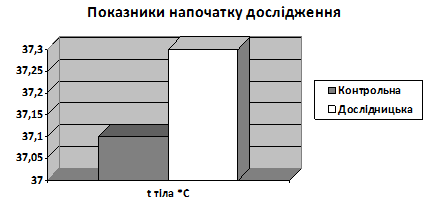 Показники напочатку дослідження
37,3
37,25
37,2
37,15
37,1
37,05
37
t тіла *С
Контрольна
Дослідницька